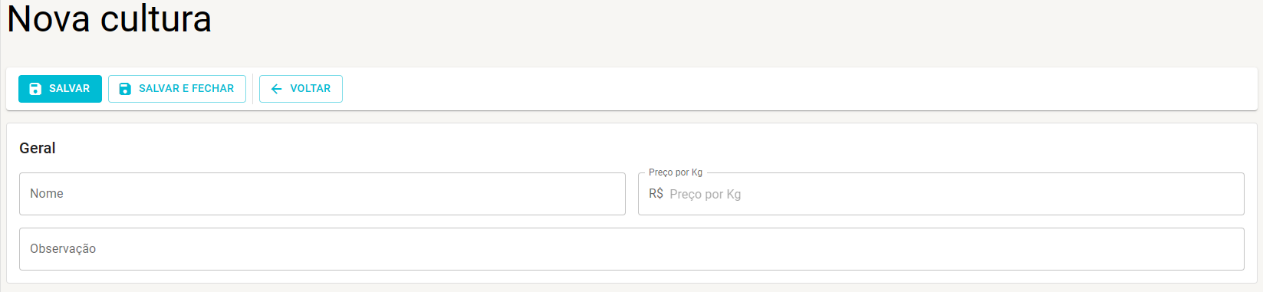 Nova cultura
SALVAR SALVAR E FECHAR VOLTAR
Geral
Preço por Kg
Nome R$ Preço por Kg
Observação